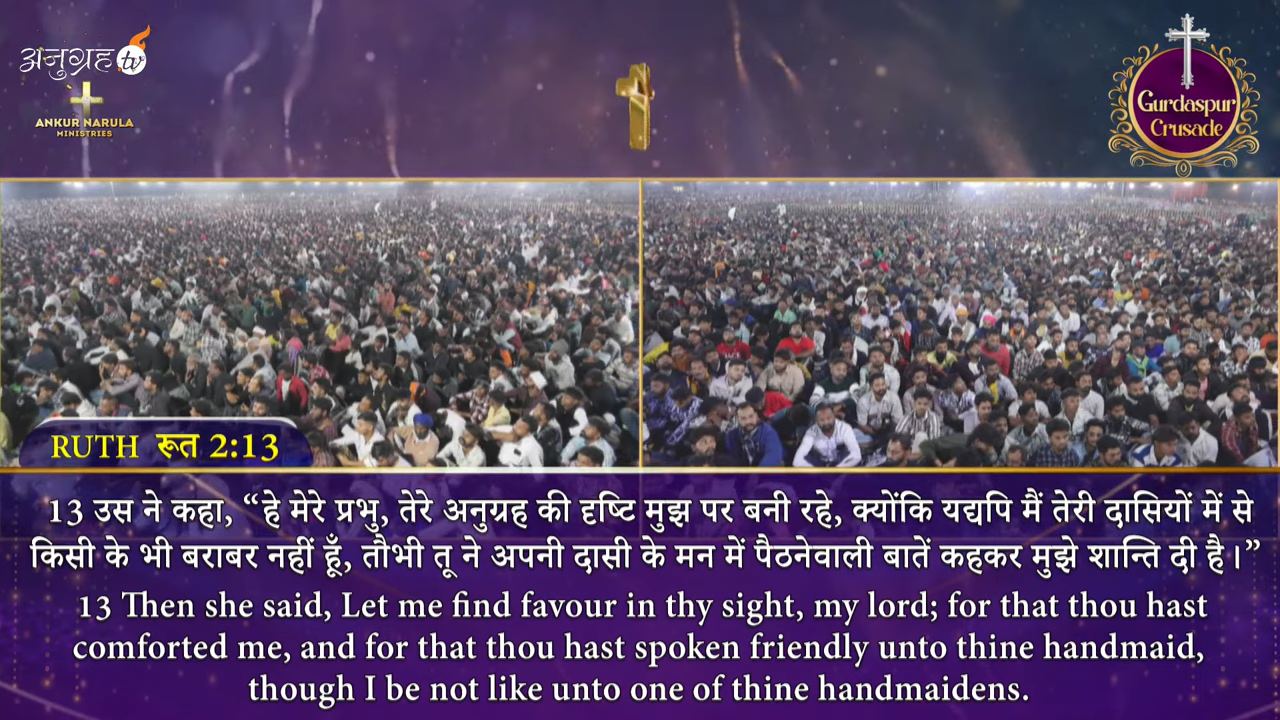 अनुग्रह.tv
ANKUR NARULA
MINISTRIES
Gurdaspur
Crusade
RUTH रूत 2:13
13 उस ने कहा, “हे मेरे प्रभु, तेरे अनुग्रह की दृष्टि मुझ पर बनी रहे, क्योंकि यद्यपि मैं तेरी दासियों में से
किसी के भी बराबर नहीं हूँ, तौभी तू ने अपनी दासी के मन में पैठनेवाली बातें कहकर मुझे शान्ति दी है।”
13 Then she said, Let me find favour in thy sight, my lord; for that thou hast
comforted me, and for that thou hast spoken friendly unto thine handmaid,
though I be not like unto one of thine handmaidens.